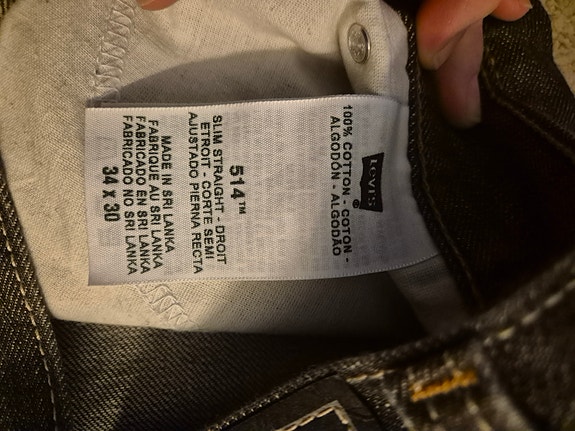 Levi's®
100% COTTON - COTON -
ALGODÓN - ALGODÃO
514™
SLIM STRAIGHT - DROIT
ETROIT - CORTE SEMI
AJUSTADO PIERNA RECTA
MADE IN SRI LANKA
FABRIQUE AU SRI LANKA
FABRICADO EN SRI LANKA
FABRICADO NO SRI LANKA
34 X 30